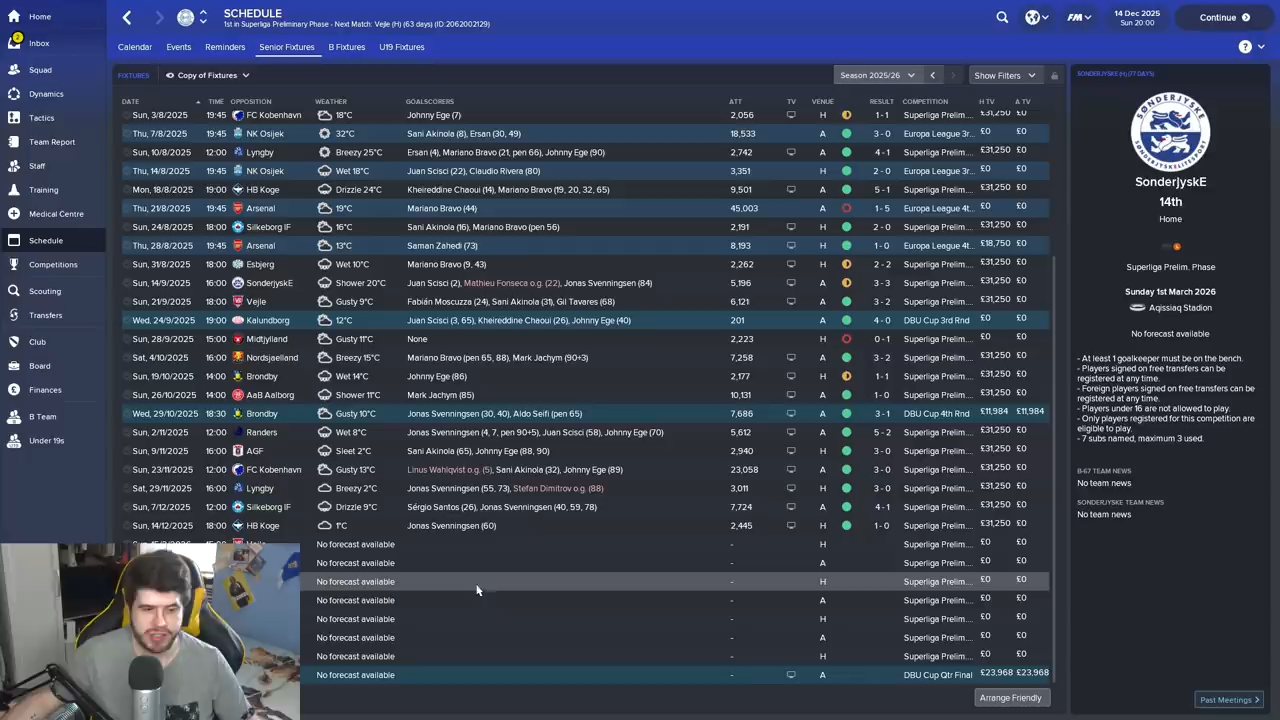 Home
2
Inbox
Squad
Dynamics
Tactics
Team Report
Staff
Training
Medical Centre
Schedule
Competitions
Scouting
Transfers
Club
Board
Finances
B Team
Under 19s
SCHEDULE
1st in Superliga Preliminary Phase - Next Match: Vejle (H) (63 days) (ID:2062002129)
FM
14 Dec 2025
Sun 20:00
Continue
Calendar Events Reminders Senior Fixtures B Fixtures U19 Fixtures
?
FIXTURES Copy of Fixtures Season 2025/26 Show Filters
DATE TIME OPPOSITION WEATHER GOALSCORERS ATT TV VENUE RESULT COMPETITION H TV A TV
Sun, 3/8/2025 19:45 FC Kobenhavn 18°C Johnny Ege (7) 2,056 H 1 - 1 Superliga Prelim.... £31,250 £0
Thu, 7/8/2025 19:45 NK Osijek 32°C Sani Akinola (8), Ersan (30, 49) 18,533 A 3 - 0 Europa League 3r... £0 £0
Sun, 10/8/2025 12:00 Lyngby Breezy 25°C Ersan (4), Mariano Bravo (21, pen 66), Johnny Ege (90) 2,742 A 4 - 1 Superliga Prelim.... £31,250 £0
Thu, 14/8/2025 19:45 NK Osijek Wet 18°C Juan Scisci (22), Claudio Rivera (80) 3,351 H 2 - 0 Europa League 3r... £0 £0
Mon, 18/8/2025 19:00 HB Koge Drizzle 24°C Kheireddine Chaoui (14), Mariano Bravo (19, 20, 32, 65) 9,501 A 5 - 1 Superliga Prelim.... £31,250 £0
Thu, 21/8/2025 19:45 Arsenal 19°C Mariano Bravo (44) 45,003 A 1 - 5 Europa League 4t... £0 £0
Sun, 24/8/2025 18:00 Silkeborg IF 16°C Sani Akinola (16), Mariano Bravo (pen 56) 2,191 H 2 - 0 Superliga Prelim.... £31,250 £0
Thu, 28/8/2025 19:45 Arsenal 13°C Saman Zahedi (73) 8,193 H 1 - 0 Europa League 4t... £18,750 £0
Sun, 31/8/2025 18:00 Esbjerg Wet 10°C Mariano Bravo (9, 43) 2,262 H 2 - 2 Superliga Prelim.... £31,250 £0
Sun, 14/9/2025 16:00 SonderjyskE Shower 20°C Juan Scisci (2), Mathieu Fonseca o.g. (22), Jonas Svenningsen (84) 5,196 A 3 - 3 Superliga Prelim.... £31,250 £0
Sun, 21/9/2025 18:00 Vejle Gusty 9°C Fabián Moscuzza (24), Sani Akinola (31), Gil Tavares (68) 6,121 A 3 - 2 Superliga Prelim.... £31,250 £0
Wed, 24/9/2025 19:00 Kalundborg 12°C Juan Scisci (3, 65), Kheireddine Chaoui (26), Johnny Ege (40) 201 A 4 - 0 DBU Cup 3rd Rnd £0 £0
Sun, 28/9/2025 15:00 Midtjylland Gusty 11°C None 2,223 H 0 - 1 Superliga Prelim.... £0 £0
Sat, 4/10/2025 16:00 Nordsjaelland Breezy 15°C Mariano Bravo (pen 65, 88), Mark Jachym (90+3) 7,258 A 3 - 2 Superliga Prelim.... £31,250 £0
Sun, 19/10/2025 14:00 Brondby Wet 14°C Johnny Ege (86) 2,177 H 1 - 1 Superliga Prelim.... £31,250 £0
Sun, 26/10/2025 14:00 AaB Aalborg Shower 11°C Mark Jachym (85) 10,131 A 1 - 0 Superliga Prelim.... £31,250 £0
Wed, 29/10/2025 18:30 Brondby Gusty 10°C Jonas Svenningsen (30, 40), Aldo Seifi (pen 65) 7,686 A 3 - 1 DBU Cup 4th Rnd £11,984 £11,984
Sun, 2/11/2025 12:00 Randers Wet 8°C Jonas Svenningsen (4, 7, pen 90+5), Juan Scisci (58), Johnny Ege (70) 5,612 A 5 - 2 Superliga Prelim.... £31,250 £0
Sun, 9/11/2025 16:00 AGF Sleet 2°C Sani Akinola (65), Johnny Ege (88, 90) 2,940 H 3 - 0 Superliga Prelim.... £31,250 £0
Sun, 23/11/2025 12:00 FC Kobenhavn Gusty 13°C Linus Wahlqvist o.g. (5), Sani Akinola (32), Johnny Ege (89) 23,058 A 3 - 0 Superliga Prelim.... £31,250 £0
Sat, 29/11/2025 16:00 Lyngby Breezy 2°C Jonas Svenningsen (55, 73), Stefan Dimitrov o.g. (88) 3,011 H 3 - 0 Superliga Prelim.... £31,250 £0
Sun, 7/12/2025 12:00 Silkeborg IF Drizzle 9°C Sérgio Santos (26), Jonas Svenningsen (40, 59, 78) 7,724 A 4 - 1 Superliga Prelim.... £31,250 £0
Sun, 14/12/2025 18:00 HB Koge 1°C Jonas Svenningsen (60) 2,445 H 1 - 0 Superliga Prelim.... £31,250 £0
No forecast available - H Superliga Prelim.... £0 £0
No forecast available - A Superliga Prelim.... £0 £0
No forecast available - H Superliga Prelim.... £0 £0
No forecast available - A Superliga Prelim.... £0 £0
No forecast available - H Superliga Prelim.... £0 £0
No forecast available - A Superliga Prelim.... £0 £0
No forecast available - H Superliga Prelim.... £0 £0
No forecast available - A DBU Cup Qtr Final £23,968 £23,968
Arrange Friendly
SONDERJYSKE (H) (77 DAYS)
SØNDERJYSKE
SØNDERJYSKELITESPORT
SonderjyskE
14th
Home
Superliga Prelim. Phase
Sunday 1st March 2026
Aqissiaq Stadion
No forecast available
- At least 1 goalkeeper must be on the bench.
- Players signed on free transfers can be
registered at any time.
- Foreign players signed on free transfers can be
registered at any time.
- Players under 16 are not allowed to play.
- Only players registered for this competition are
eligible to play.
- 7 subs named, maximum 3 used.
B-67 TEAM NEWS
No team news
SONDERJYSKE TEAM NEWS
No team news
Past Meetings